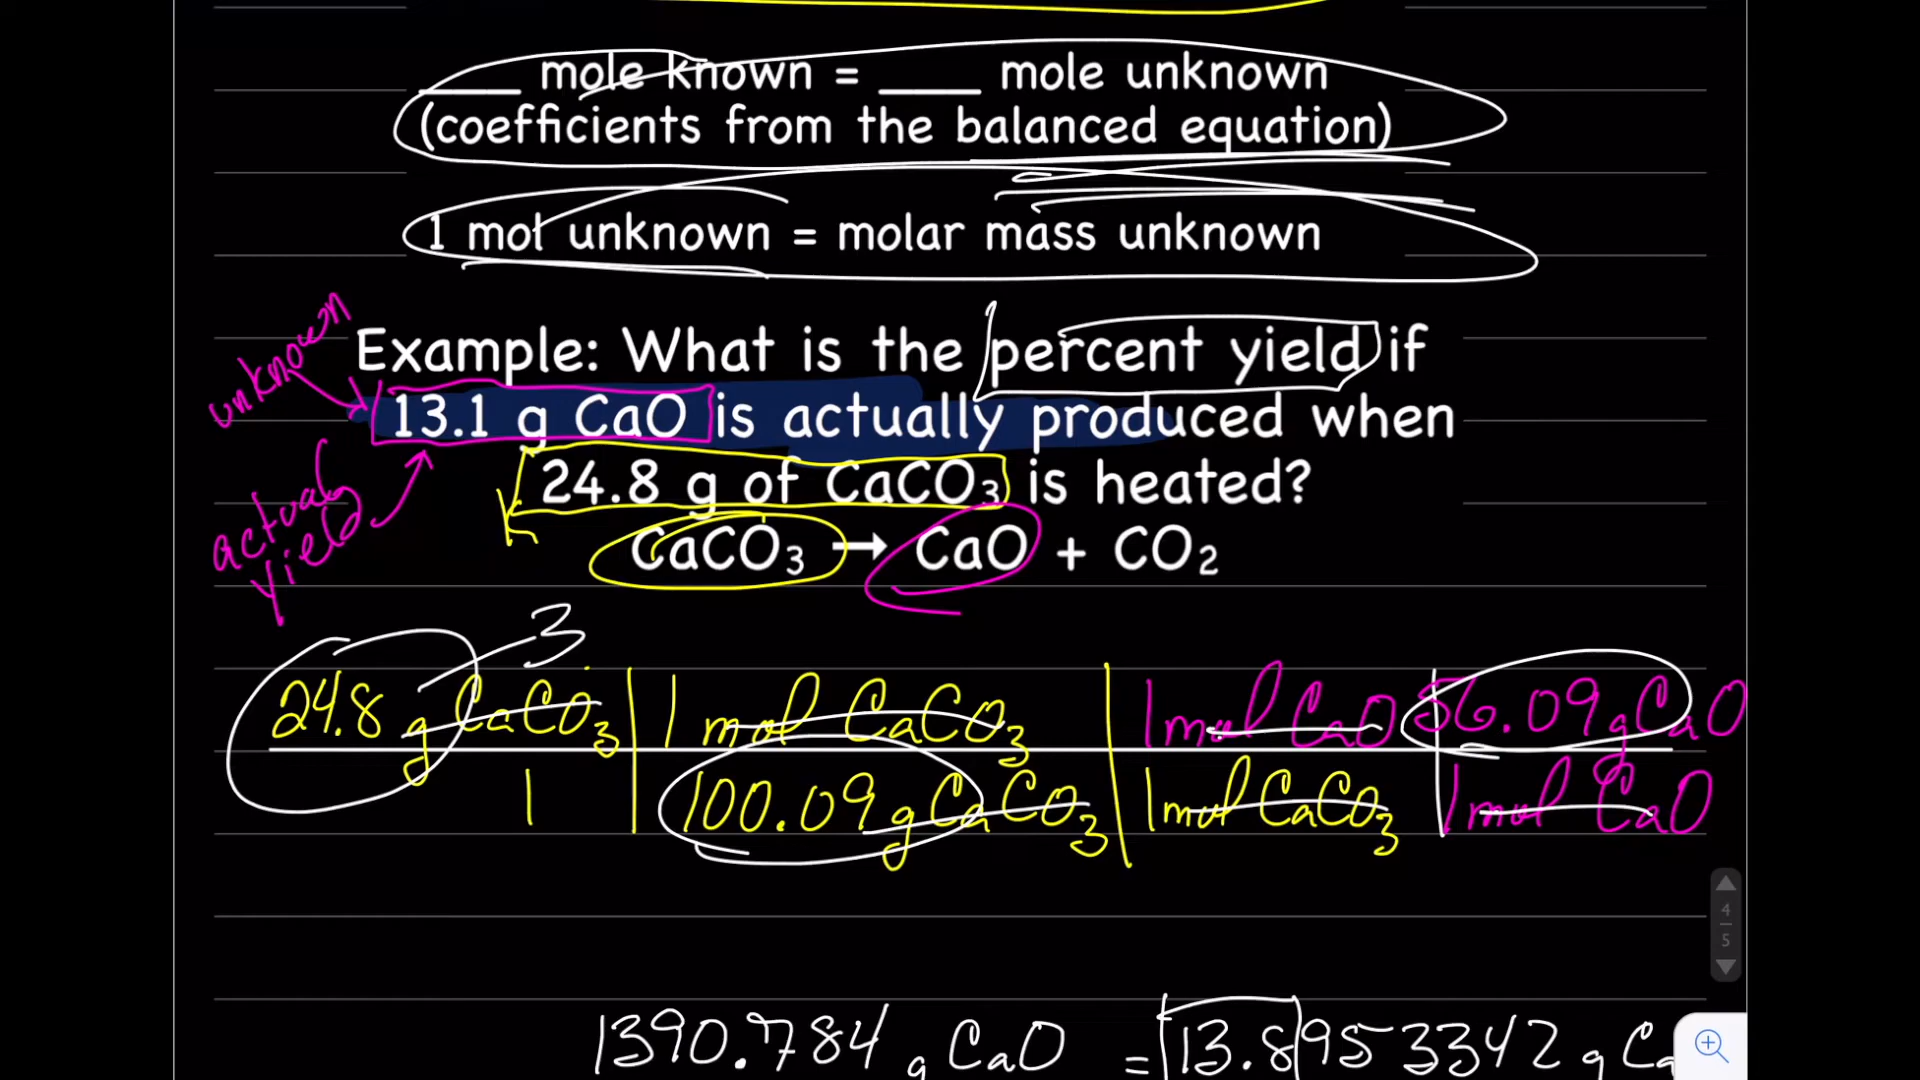 ____ mole known = ____ mole unknown
(coefficients from the balanced equation)
1 mol unknown = molar mass unknown
unknown
Example: What is the percent yield if
13.1 g CaO is actually produced when
24.8 g of CaCO₃ is heated?
K
actual
yield
CaCO₃ → CaO + CO₂
3
24.8 g CaCO₃ | 1 mol CaCO₃ | 1 mol CaO | 56.09 g CaO
1 | 100.09 g CaCO₃ | 1 mol CaCO₃ | 1 mol CaO
4
5
1390.784 g CaO = 13.8953342 g Ca